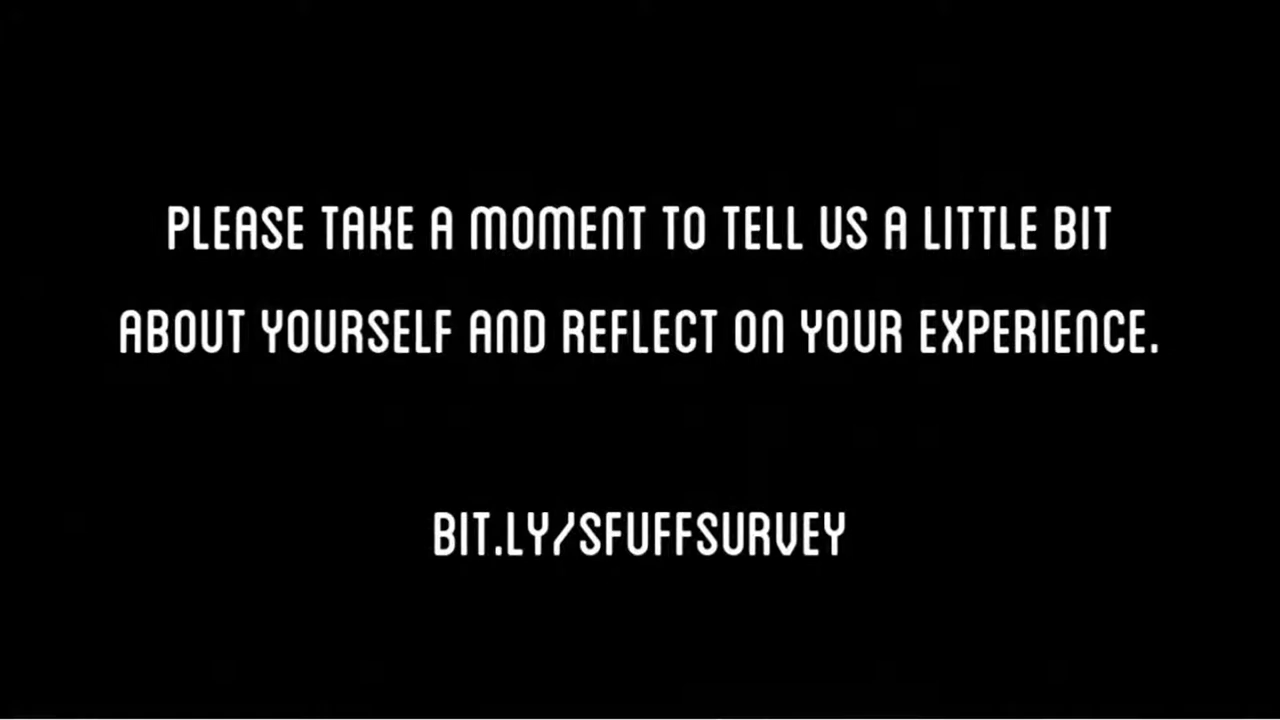 PLEASE TAKE A MOMENT TO TELL US A LITTLE BIT
ABOUT YOURSELF AND REFLECT ON YOUR EXPERIENCE.
BIT.LY/SFUFFSURVEY